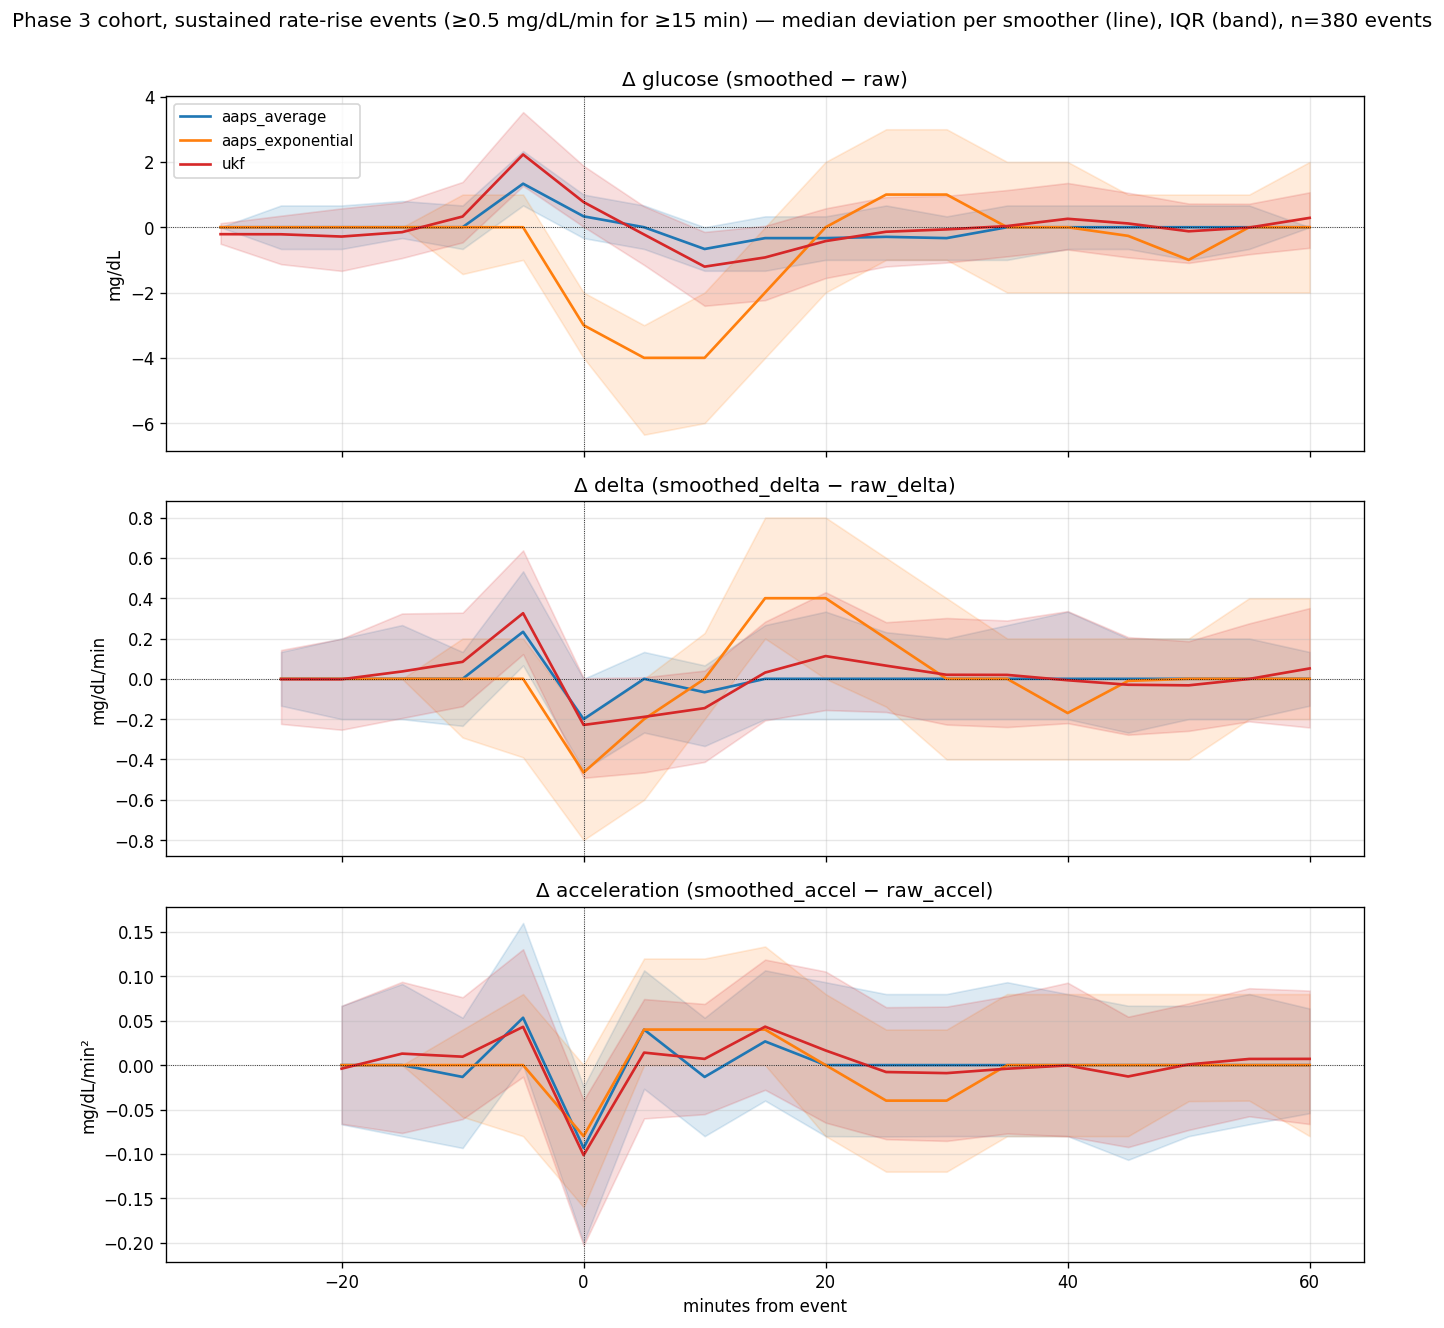 Phase 3 cohort, sustained rate-rise events (≥0.5 mg/dL/min for ≥15 min) — median deviation per smoother (line), IQR (band), n=380 events
Δ glucose (smoothed − raw)
aaps_average
aaps_exponential
ukf
mg/dL
4
2
0
−2
−4
−6
Δ delta (smoothed_delta − raw_delta)
mg/dL/min
0.8
0.6
0.4
0.2
0.0
−0.2
−0.4
−0.6
−0.8
Δ acceleration (smoothed_accel − raw_accel)
mg/dL/min²
0.15
0.10
0.05
0.00
−0.05
−0.10
−0.15
−0.20
−20 0 20 40 60
minutes from event